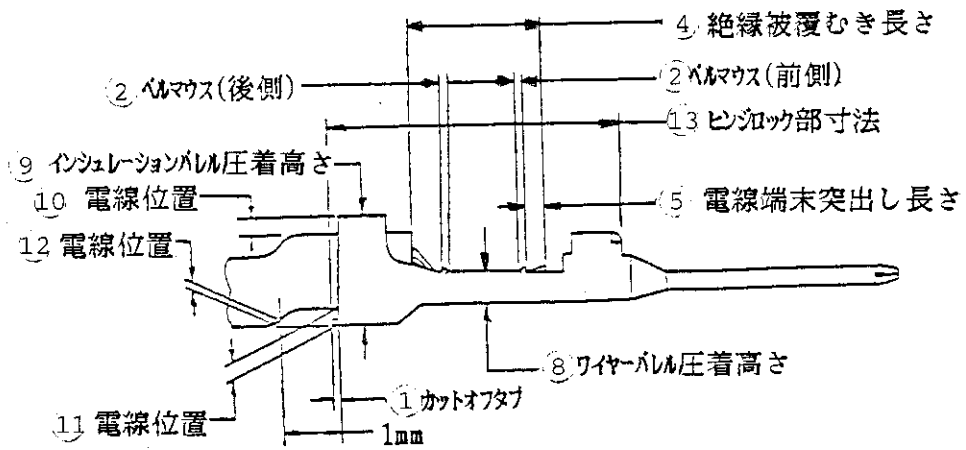 ④ 絶縁被覆むき長さ
② ベルマウス(後側)
② ベルマウス(前側)
⑬ ヒンジロック部寸法
⑨ インシュレーションバレル圧着高さ
⑩ 電線位置
⑤ 電線端末突出し長さ
⑫ 電線位置
⑧ ワイヤーバレル圧着高さ
① カットオフタブ
⑪ 電線位置
1mm